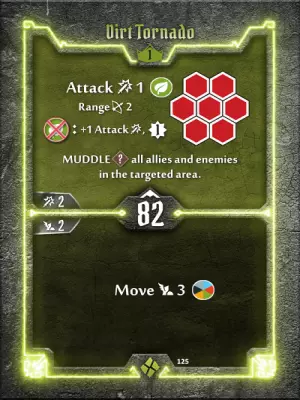 Dirt Tornado
1
Attack 1
Range 2
: +1 Attack, 1
MUDDLE ? all allies and enemies
in the targeted area.
2
82
2
Move 3
125